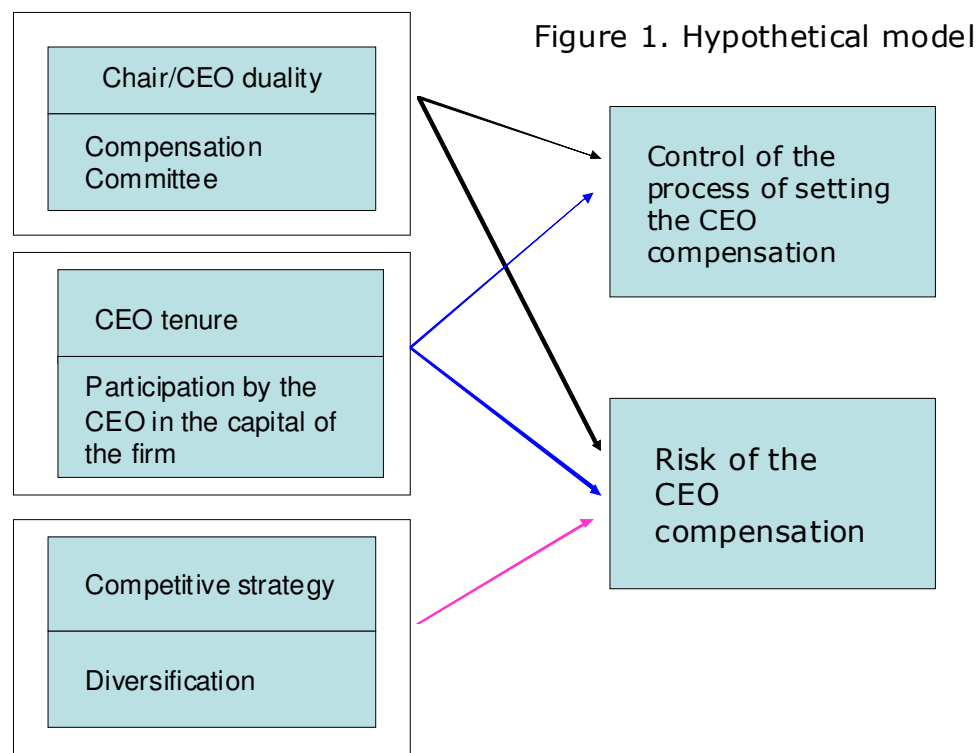 Figure 1. Hypothetical model
Chair/CEO duality
Compensation
Committee
CEO tenure
Participation by the
CEO in the capital of
the firm
Competitive strategy
Diversification
Control of the
process of setting
the CEO
compensation
Risk of the
CEO
compensation